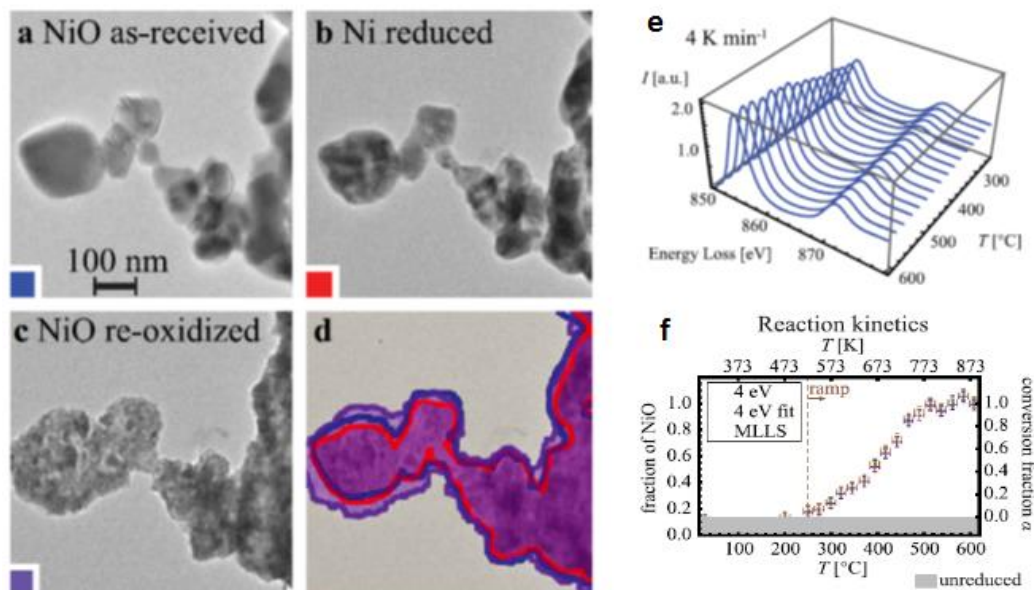 a NiO as-received
100 nm
b Ni reduced
c NiO re-oxidized
d
e
4 K min⁻¹
I [a.u.]
2.0
1.0
850
860
870
Energy Loss [eV]
300
400
500
600
T [°C]
f
Reaction kinetics
T [K]
373 473 573 673 773 873
ramp
4 eV
4 eV fit
MLLS
fraction of NiO
1.0
0.8
0.6
0.4
0.2
0.0
1.0
0.8
0.6
0.4
0.2
0.0
conversion fraction α
100 200 300 400 500 600
T [°C]
unreduced